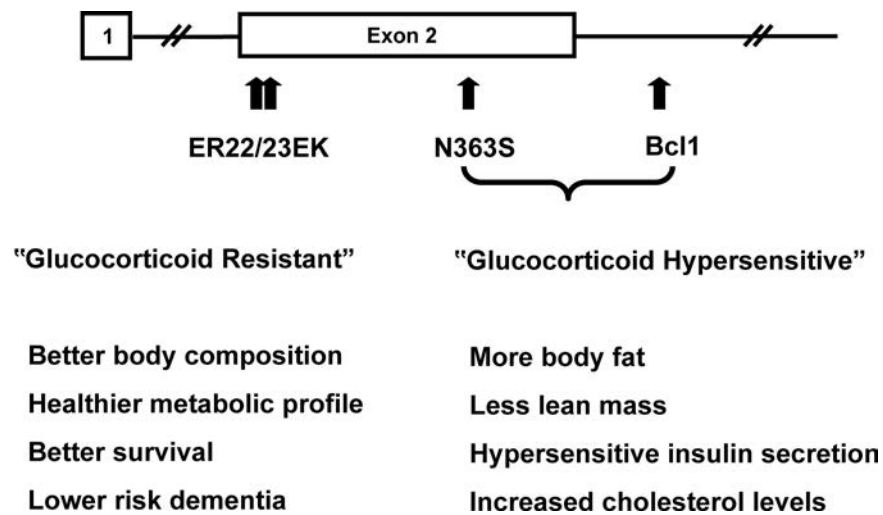 1
Exon 2
ER22/23EK
N363S
Bcl1
"Glucocorticoid Resistant”
"Glucocorticoid Hypersensitive”
Better body composition
Healthier metabolic profile
Better survival
Lower risk dementia
More body fat
Less lean mass
Hypersensitive insulin secretion
Increased cholesterol levels